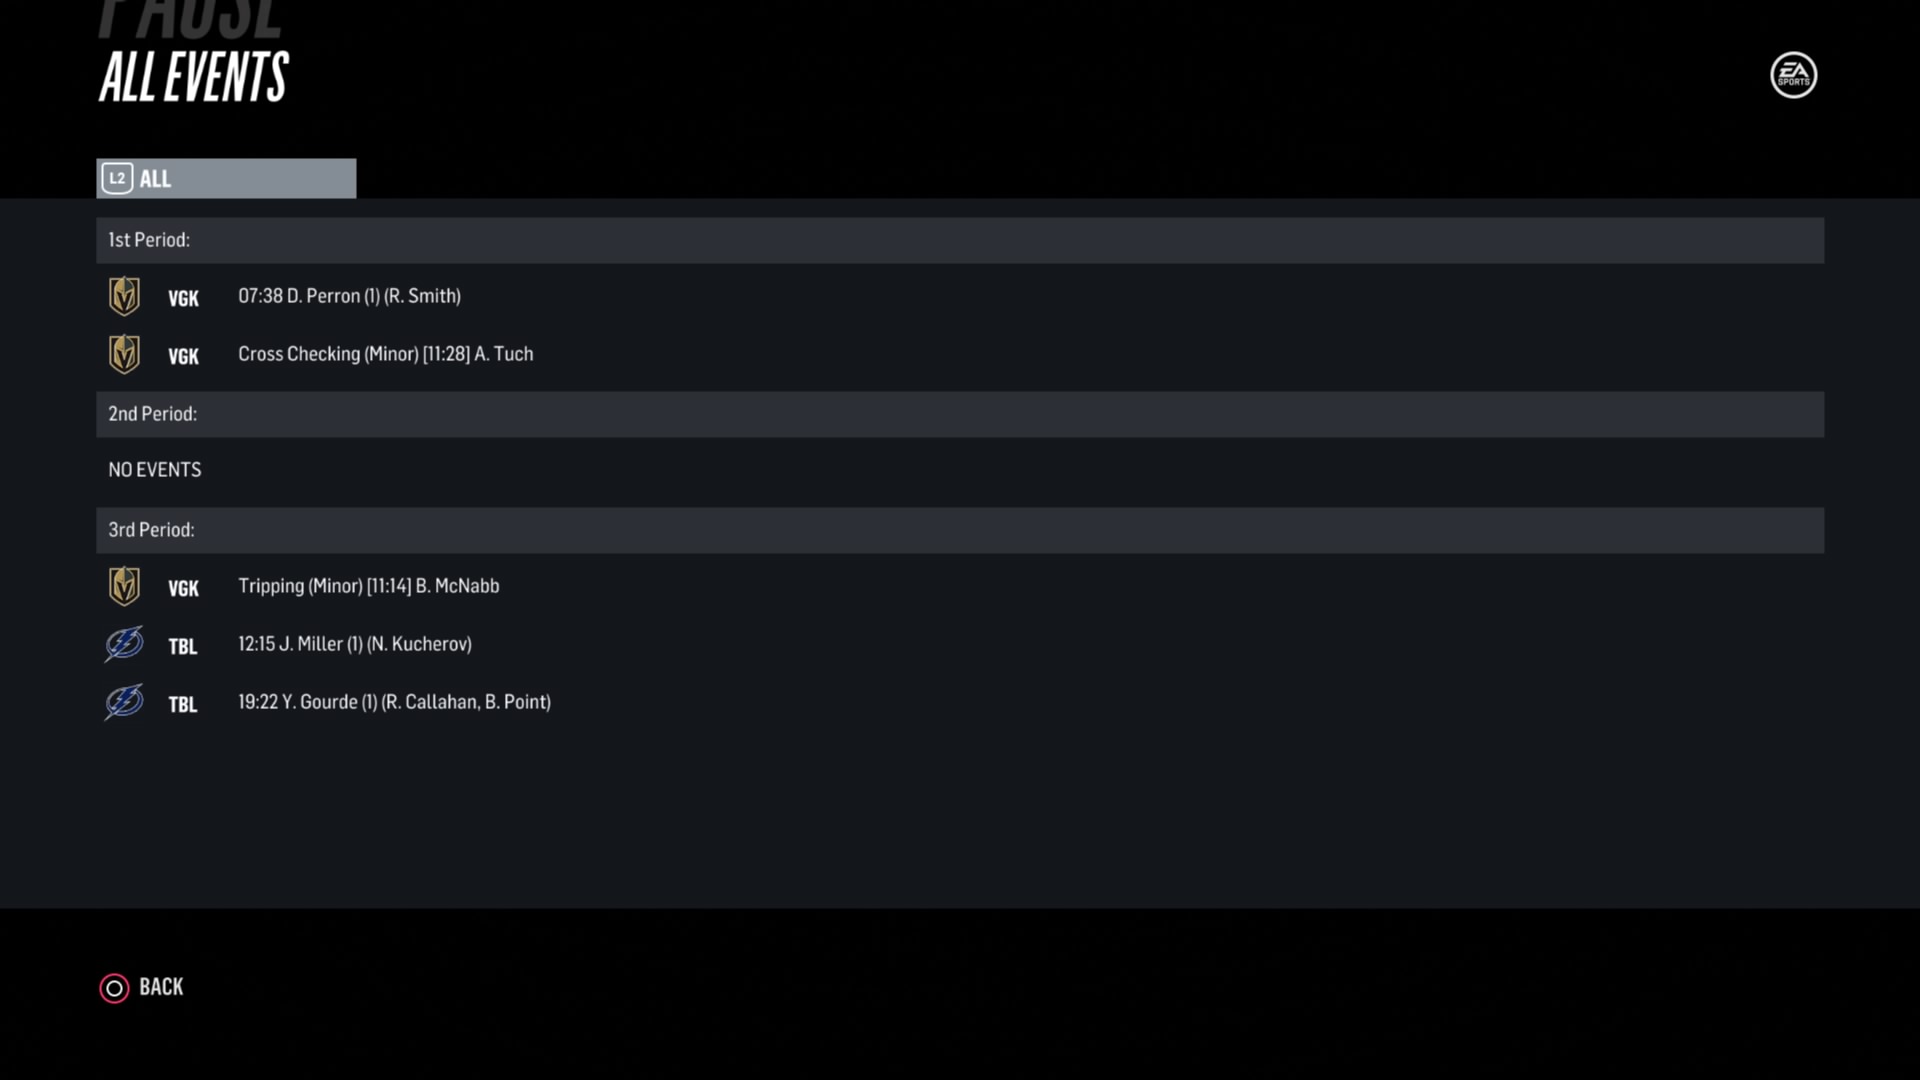 PAUSE
ALL EVENTS
EA SPORTS
L2 ALL
1st Period:
VGK 07:38 D. Perron (1) (R. Smith)
VGK Cross Checking (Minor) [11:28] A. Tuch
2nd Period:
NO EVENTS
3rd Period:
VGK Tripping (Minor) [11:14] B. McNabb
TBL 12:15 J. Miller (1) (N. Kucherov)
TBL 19:22 Y. Gourde (1) (R. Callahan, B. Point)
BACK